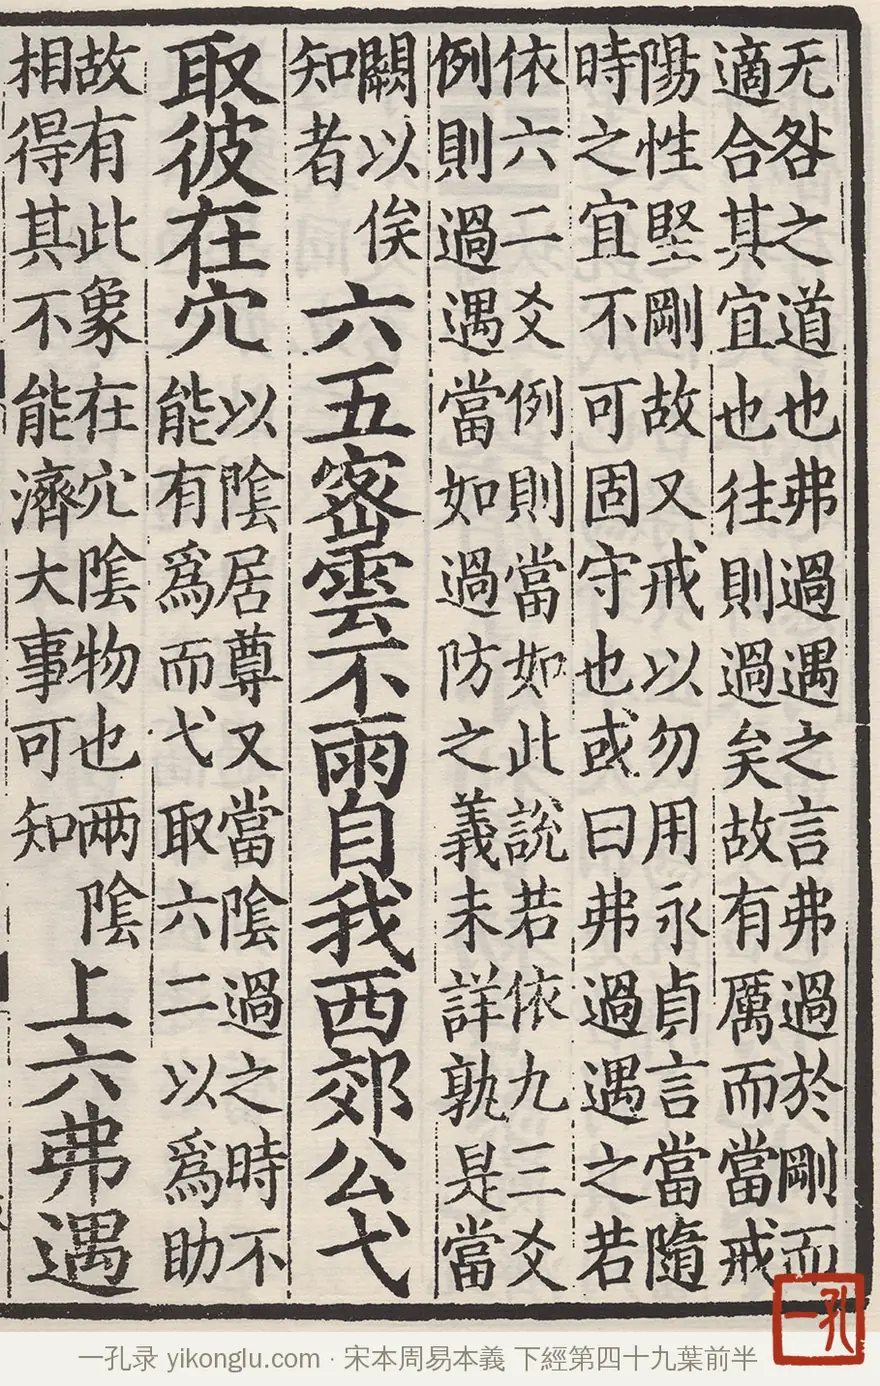 无咎之道也弗過遇之言弗過於剛而
適合其宜也往則過矣故有厲而當戒
陽性堅剛故又戒以勿用永貞言當隨
時之宜不可固守也或曰弗過遇之若
依六二爻例則當如此說若依九三爻
例則過遇當如過防之義未詳孰是當
闕以俟
知者
六五宻雲不雨自我西郊公弋
取彼在穴
以隂居尊又當隂過之時不
能有爲而弋取六二以爲助
故有此象在穴隂物也两隂
相得其不能濟大事可知
上六弗遇
一孔
一孔录 yikonglu.com · 宋本周易本義 下經第四十九葉前半